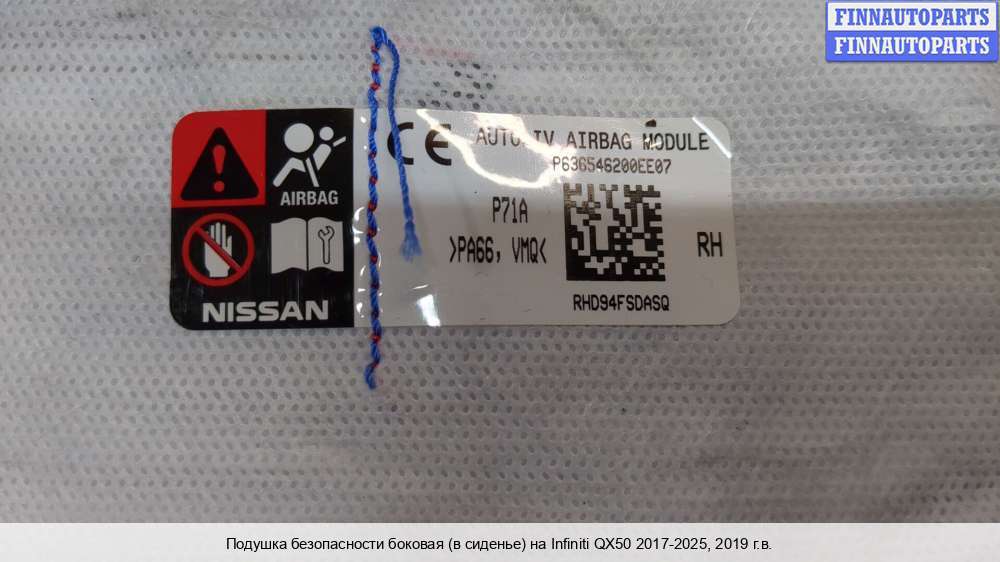 FINNAUTOPARTS
FINNAUTOPARTS
CE
AUTOLIV AIRBAG MODULE
P636546200EE07
AIRBAG
P71A
>PA66, VMQ<
RH
RHD94FSDASQ
NISSAN
Подушка безопасности боковая (в сиденье) на Infiniti QX50 2017-2025, 2019 г.в.